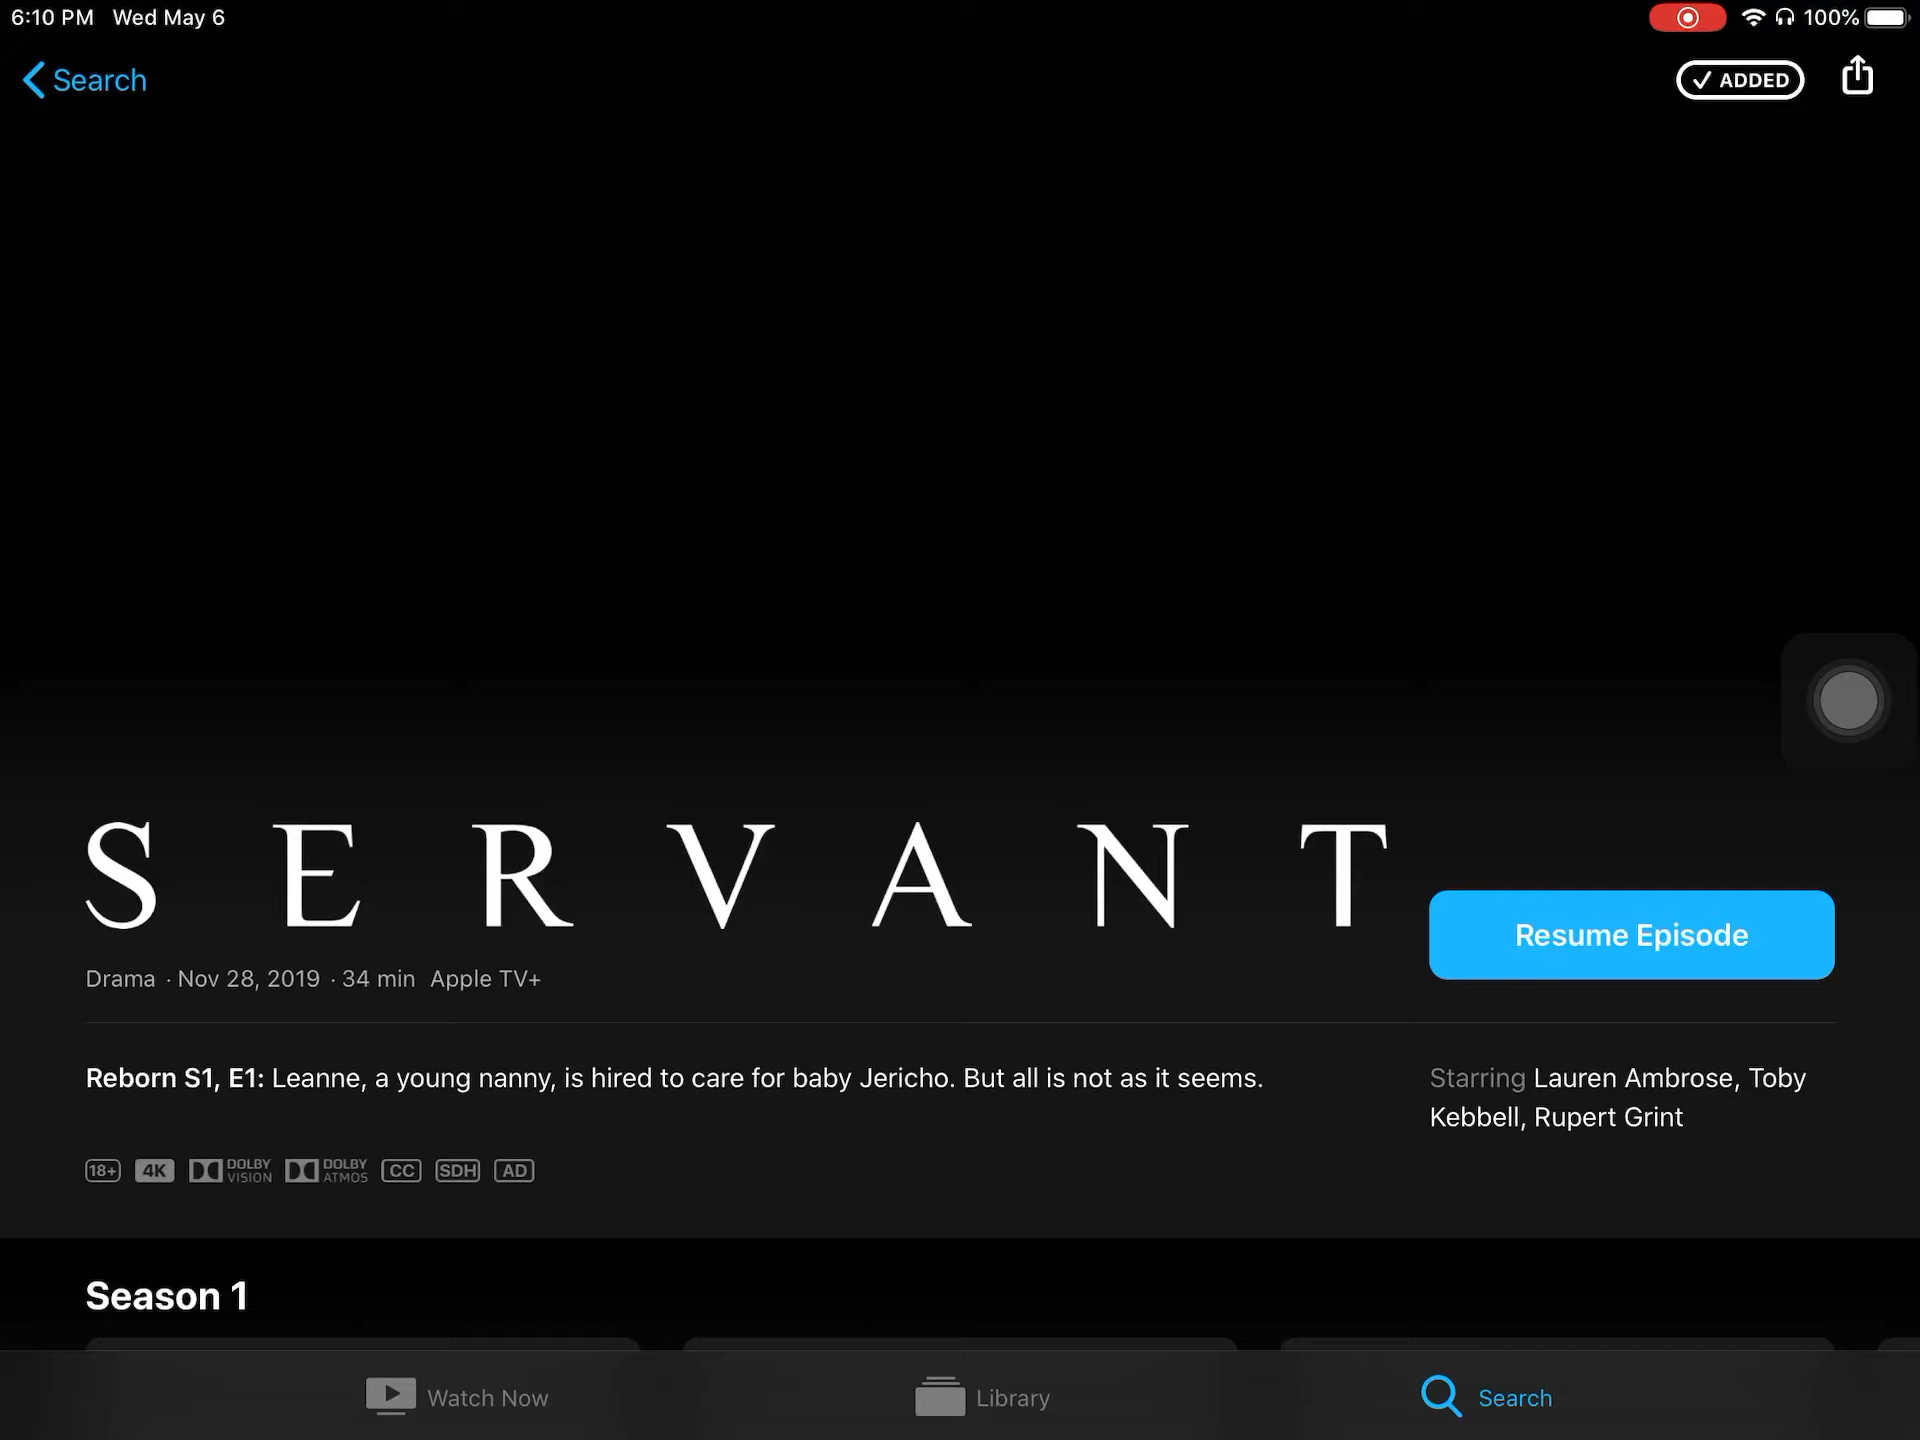 6:10 PM Wed May 6
100%
Search
ADDED
SERVANT
Resume Episode
Drama · Nov 28, 2019 · 34 min Apple TV+
Reborn S1, E1: Leanne, a young nanny, is hired to care for baby Jericho. But all is not as it seems.
Starring Lauren Ambrose, Toby
Kebbell, Rupert Grint
18+ 4K DOLBY VISION DOLBY ATMOS CC SDH AD
Season 1
Watch Now
Library
Search